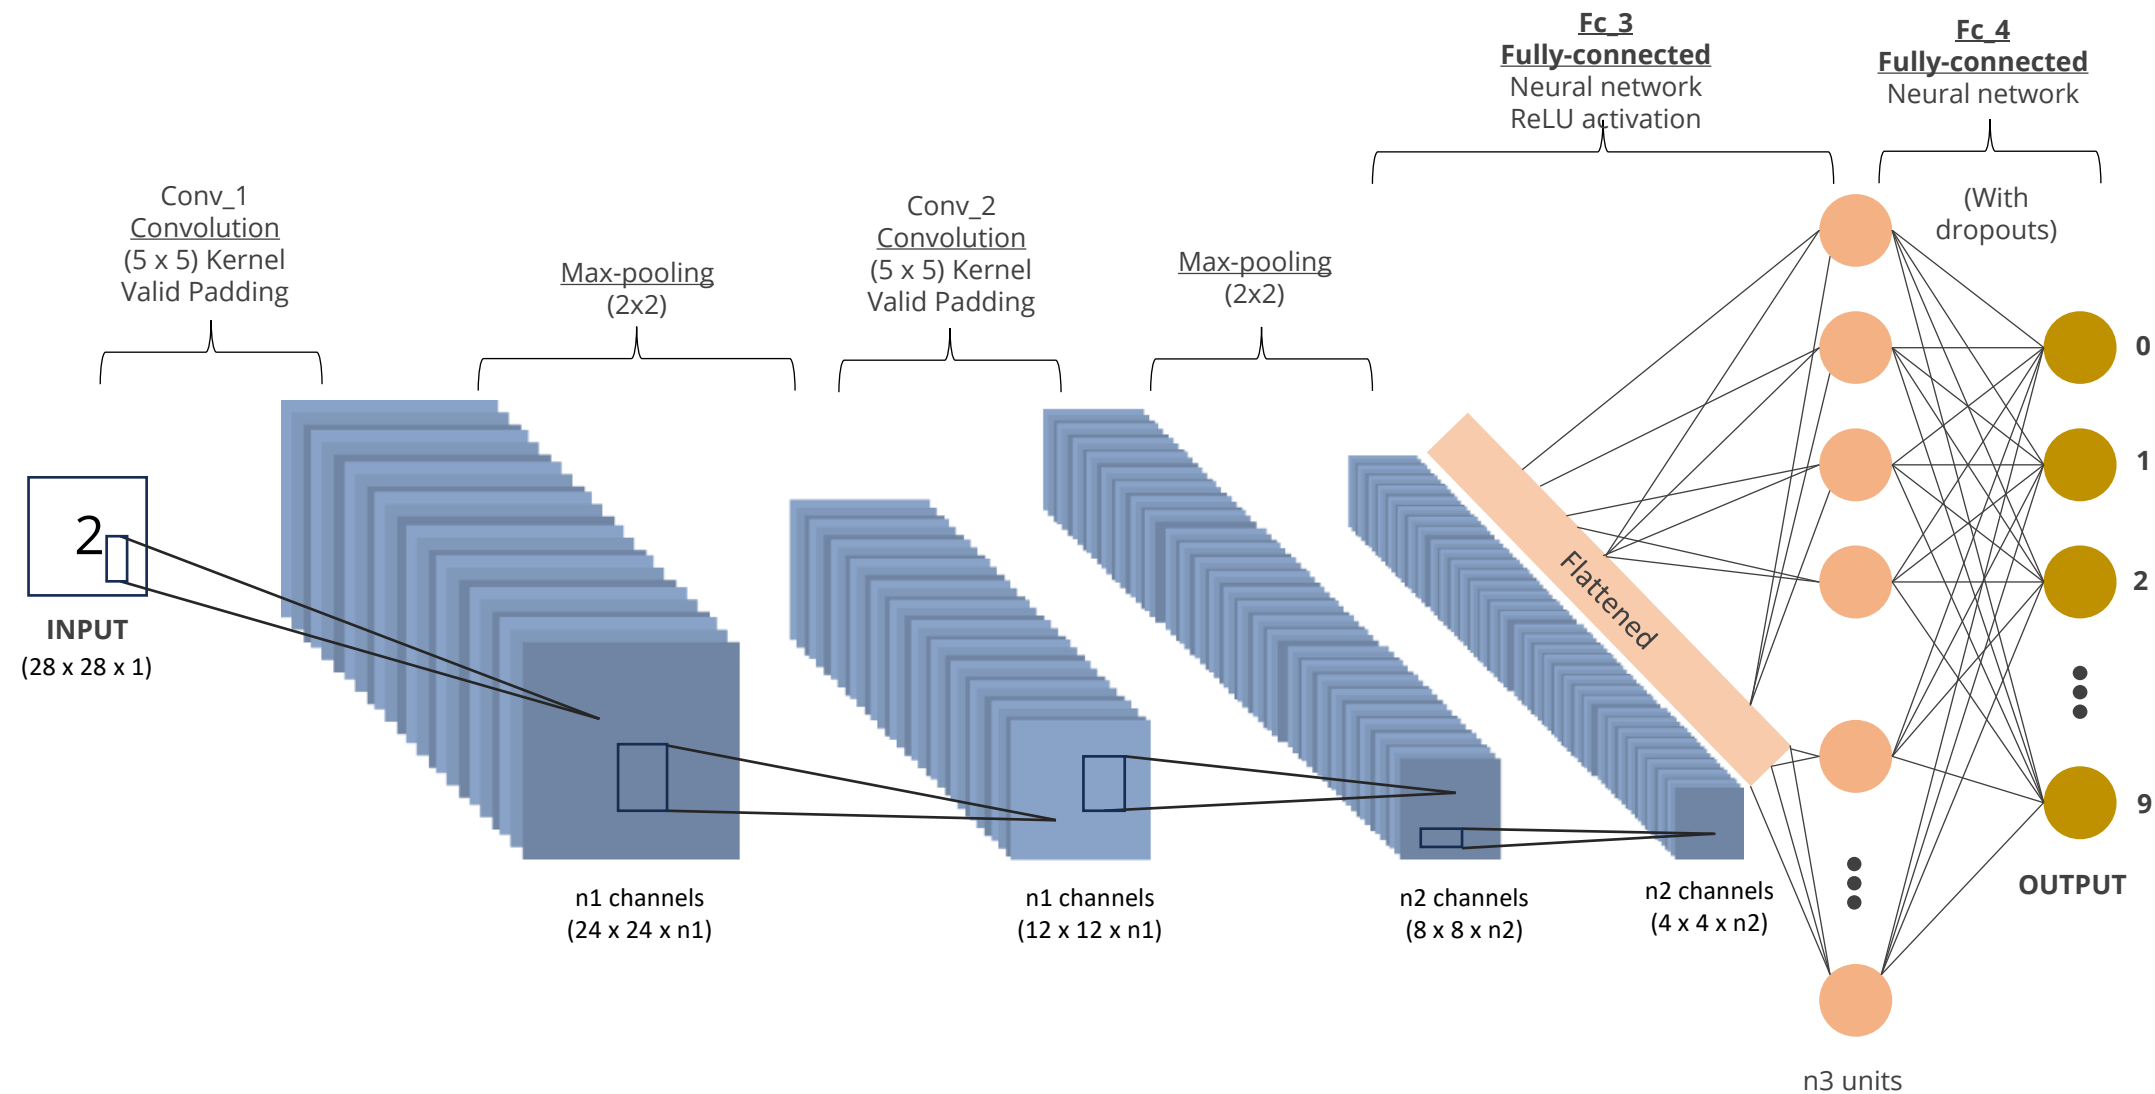 Fc_3
Fully-connected
Neural network
ReLU activation
Fc_4
Fully-connected
Neural network
(With
dropouts)
Conv_1
Convolution
(5 x 5) Kernel
Valid Padding
Max-pooling
(2x2)
Conv_2
Convolution
(5 x 5) Kernel
Valid Padding
Max-pooling
(2x2)
2
INPUT
(28 x 28 x 1)
n1 channels
(24 x 24 x n1)
n1 channels
(12 x 12 x n1)
n2 channels
(8 x 8 x n2)
n2 channels
(4 x 4 x n2)
Flattened
n3 units
0
1
2
9
OUTPUT